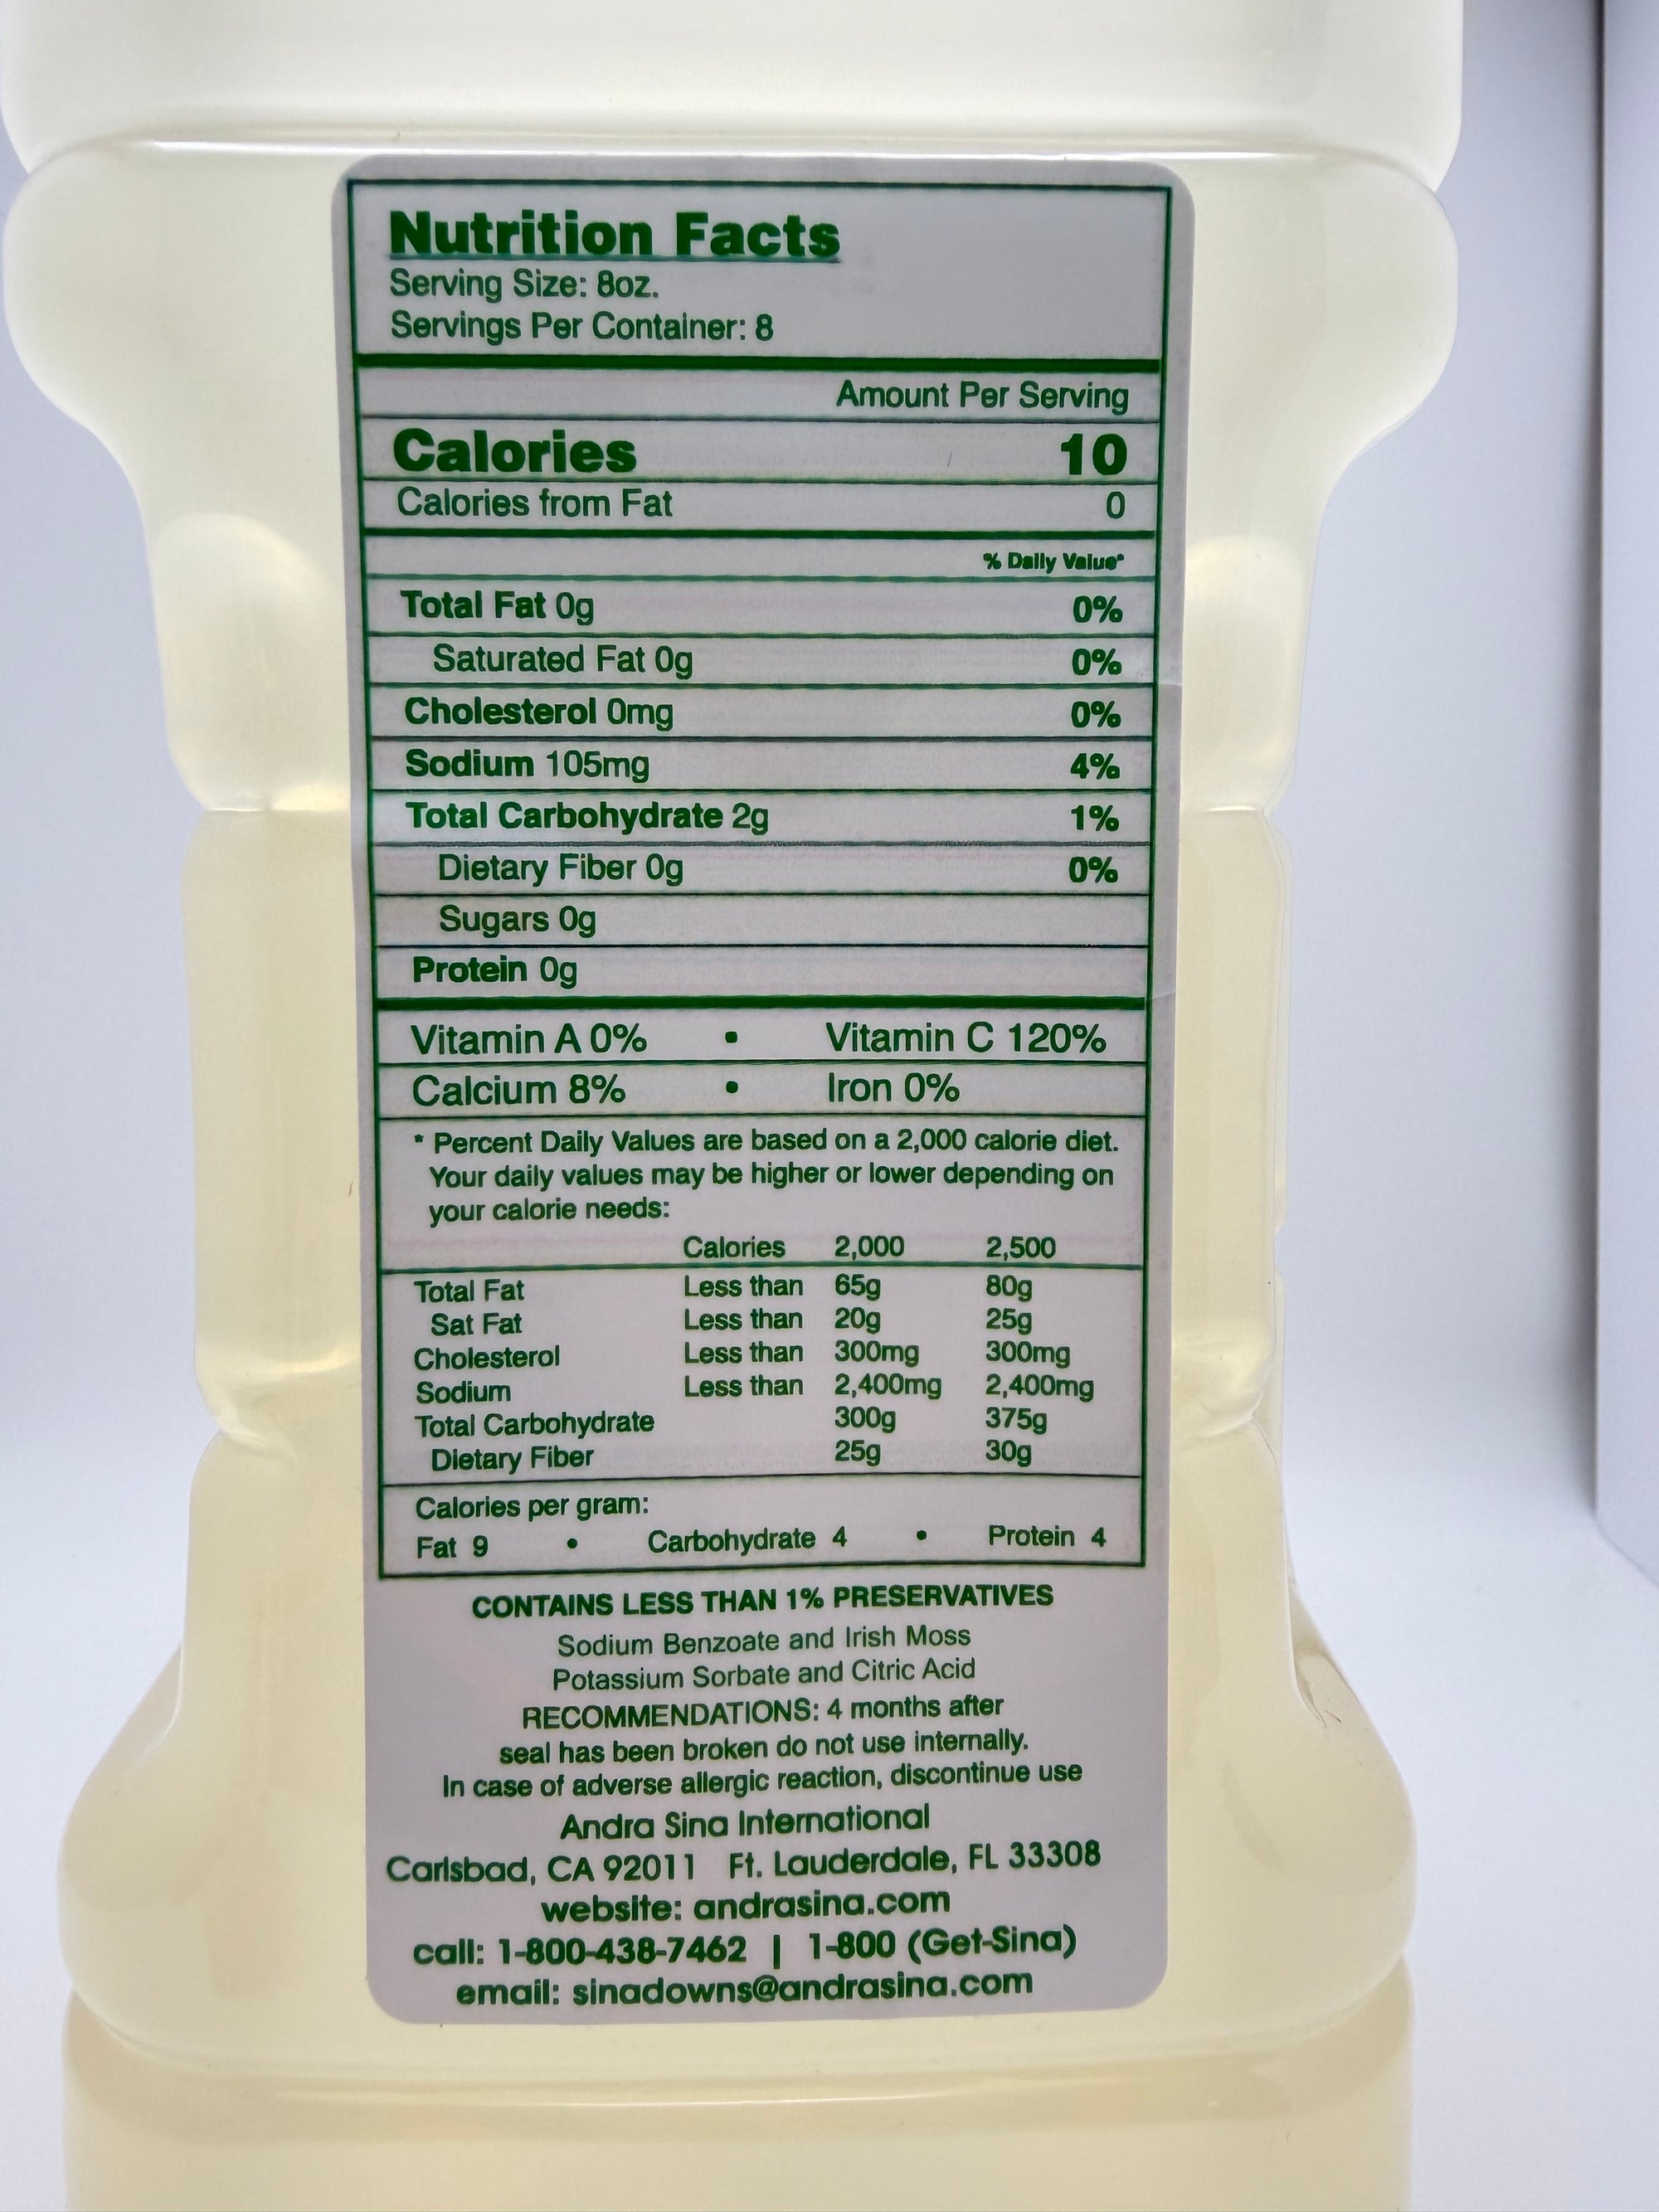 Nutrition Facts
Serving Size: 8oz.
Servings Per Container: 8
Amount Per Serving
Calories 10
Calories from Fat 0
% Daily Value*
Total Fat 0g 0%
Saturated Fat 0g 0%
Cholesterol 0mg 0%
Sodium 105mg 4%
Total Carbohydrate 2g 1%
Dietary Fiber 0g 0%
Sugars 0g
Protein 0g
Vitamin A 0% • Vitamin C 120%
Calcium 8% • Iron 0%
* Percent Daily Values are based on a 2,000 calorie diet.
Your daily values may be higher or lower depending on
your calorie needs:
Calories 2,000 2,500
Total Fat Less than 65g 80g
Sat Fat Less than 20g 25g
Cholesterol Less than 300mg 300mg
Sodium Less than 2,400mg 2,400mg
Total Carbohydrate 300g 375g
Dietary Fiber 25g 30g
Calories per gram:
Fat 9 • Carbohydrate 4 • Protein 4
CONTAINS LESS THAN 1% PRESERVATIVES
Sodium Benzoate and Irish Moss
Potassium Sorbate and Citric Acid
RECOMMENDATIONS: 4 months after
seal has been broken do not use internally.
In case of adverse allergic reaction, discontinue use
Andra Sina International
Carlsbad, CA 92011 Ft. Lauderdale, FL 33308
website: andrasina.com
call: 1-800-438-7462 | 1-800 (Get-Sina)
email: sinadowns@andrasina.com